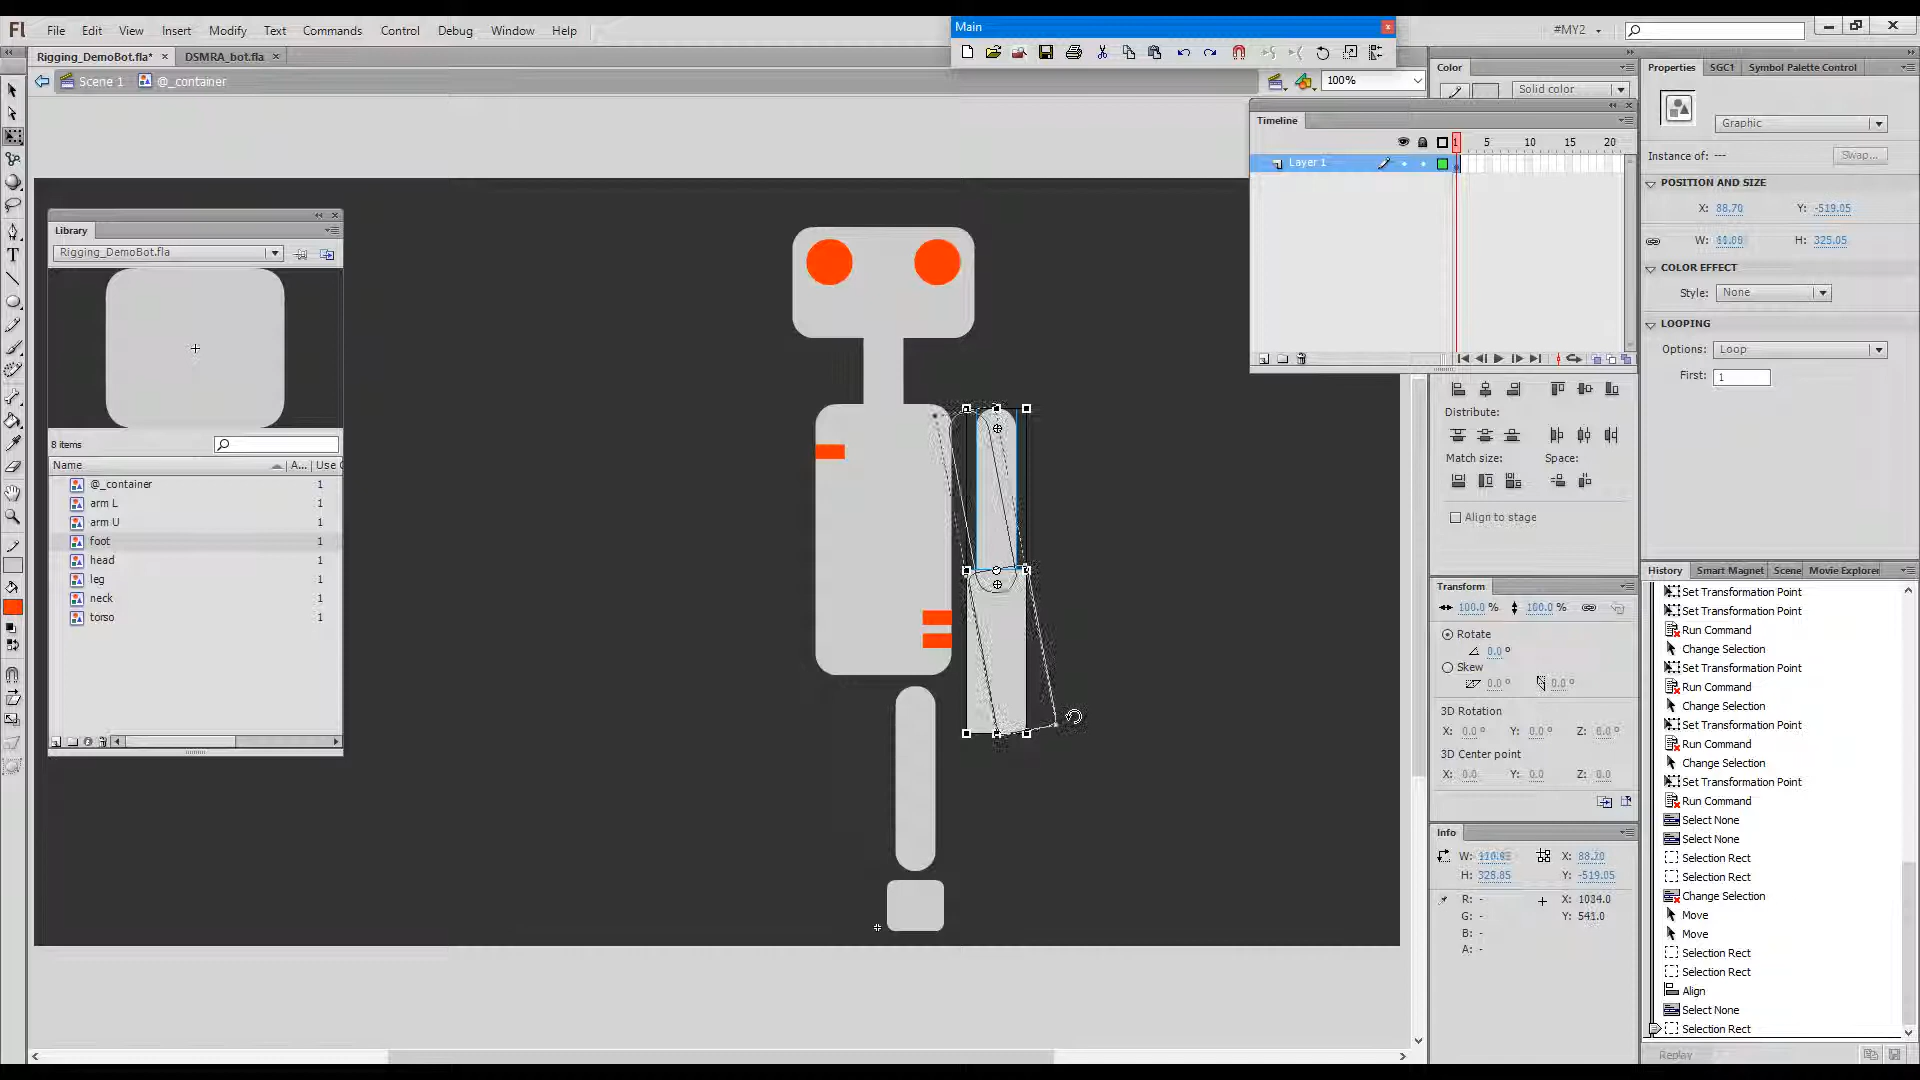 Main
Fl File Edit View Insert Modify Text Commands Control Debug Window Help
#MY2
Rigging_DemoBot.fla* × DSMRA_bot.fla ×
Scene 1 @_container
100%
Color
Solid color
Properties SGC1 Symbol Palette Control
Graphic
Instance of: --- Swap...
POSITION AND SIZE
X: 88.70 Y: -519.05
H: 325.05
COLOR EFFECT
Style: None
LOOPING
Options: Loop
First: 1
Timeline
1 5 10 15 20
Layer 1
Library
Rigging_DemoBot.fla
8 items
Name A... Use C
@_container 1
arm L 1
arm U 1
foot 1
head 1
leg 1
neck 1
torso 1
Distribute:
Match size: Space:
Align to stage
Transform
100.0 % 100.0 %
Rotate
0.0 °
Skew
0.0 ° 0.0 °
3D Rotation
X: 0.0 ° Y: 0.0 ° Z: 0.0 °
3D Center point
X: 0.0 Y: 0.0 Z: 0.0
Info
W: X: 88.70
H: 328.85 Y: -519.05
R: - X: 1034.0
G: - Y: 541.0
B: -
A: -
History Smart Magnet Scene Movie Explorer
Set Transformation Point
Set Transformation Point
Run Command
Change Selection
Set Transformation Point
Run Command
Change Selection
Set Transformation Point
Run Command
Change Selection
Set Transformation Point
Run Command
Select None
Select None
Selection Rect
Selection Rect
Change Selection
Move
Move
Selection Rect
Selection Rect
Align
Select None
Selection Rect
Replay